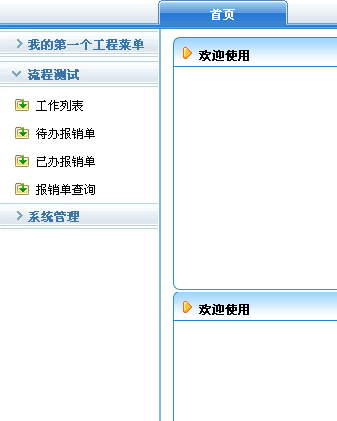 首页
我的第一个工程菜单
流程测试
工作列表
待办报销单
已办报销单
报销单查询
系统管理
欢迎使用
欢迎使用